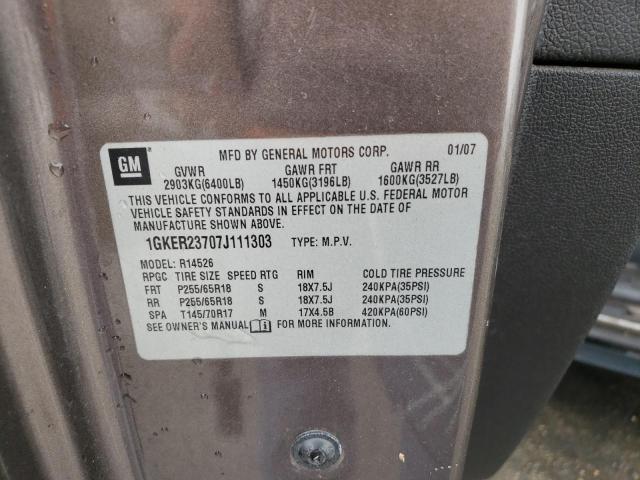 GM
MFD BY GENERAL MOTORS CORP. 01/07
GVWR GAWR FRT GAWR RR
2903KG(6400LB) 1450KG(3196LB) 1600KG(3527LB)
THIS VEHICLE CONFORMS TO ALL APPLICABLE U.S. FEDERAL MOTOR
VEHICLE SAFETY STANDARDS IN EFFECT ON THE DATE OF
MANUFACTURE SHOWN ABOVE.
1GKER23707J111303 TYPE: M.P.V.
MODEL: R14526
RPGC TIRE SIZE SPEED RTG RIM COLD TIRE PRESSURE
FRT P255/65R18 S 18X7.5J 240KPA(35PSI)
RR P255/65R18 S 18X7.5J 240KPA(35PSI)
SPA T145/70R17 M 17X4.5B 420KPA(60PSI)
SEE OWNER'S MANUAL FOR MORE INFORMATION